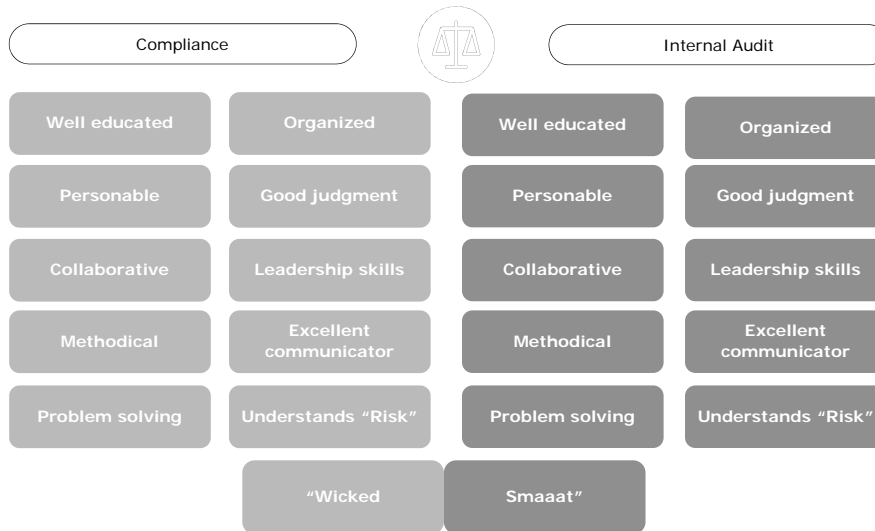 Compliance
Internal Audit
Well educated
Organized
Well educated
Organized
Personable
Good judgment
Personable
Good judgment
Collaborative
Leadership skills
Collaborative
Leadership skills
Methodical
Excellent
communicator
Methodical
Excellent
communicator
Problem solving
Understands “Risk”
Problem solving
Understands “Risk”
“Wicked
Smaaat”